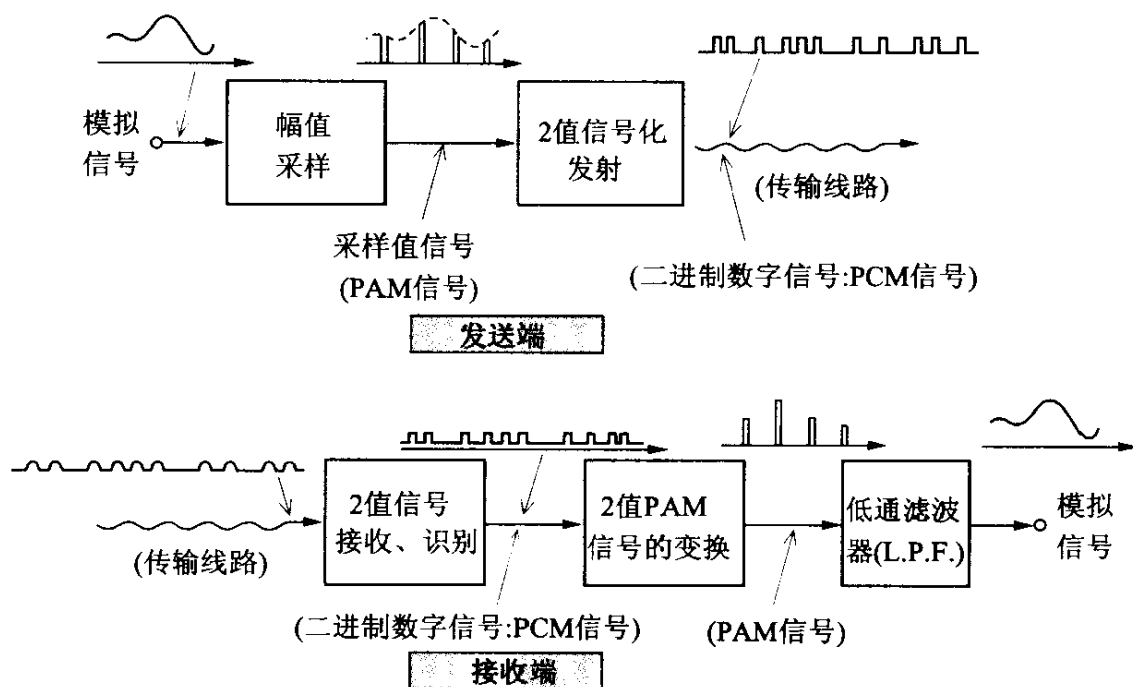 模拟
信号
幅值
采样
2值信号化
发射
(传输线路)
采样值信号
(PAM信号)
(二进制数字信号:PCM信号)
发送端
2值信号
接收、识别
2值PAM
信号的变换
低通滤波
器(L.P.F.)
模拟
信号
(传输线路)
(二进制数字信号:PCM信号)
(PAM信号)
接收端